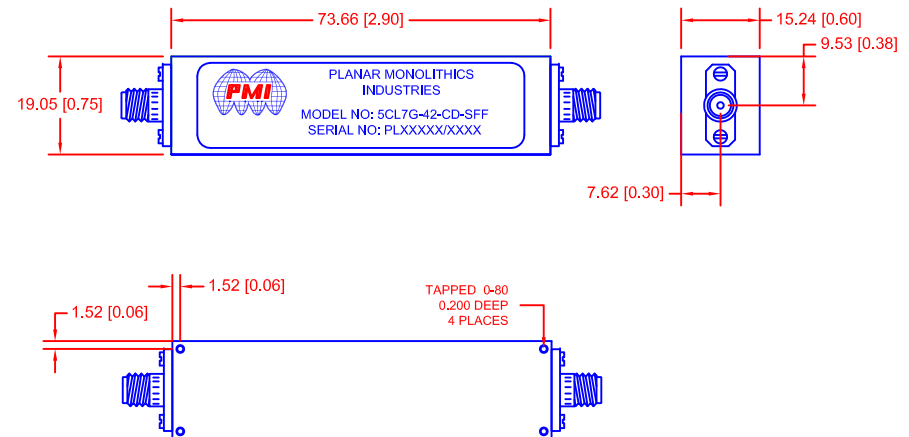 73.66 [2.90]
15.24 [0.60]
9.53 [0.38]
19.05 [0.75]
PMI
PLANAR MONOLITHICS
INDUSTRIES
MODEL NO: 5CL7G-42-CD-SFF
SERIAL NO: PLXXXXX/XXXX
7.62 [0.30]
1.52 [0.06]
1.52 [0.06]
TAPPED 0-80
0.200 DEEP
4 PLACES